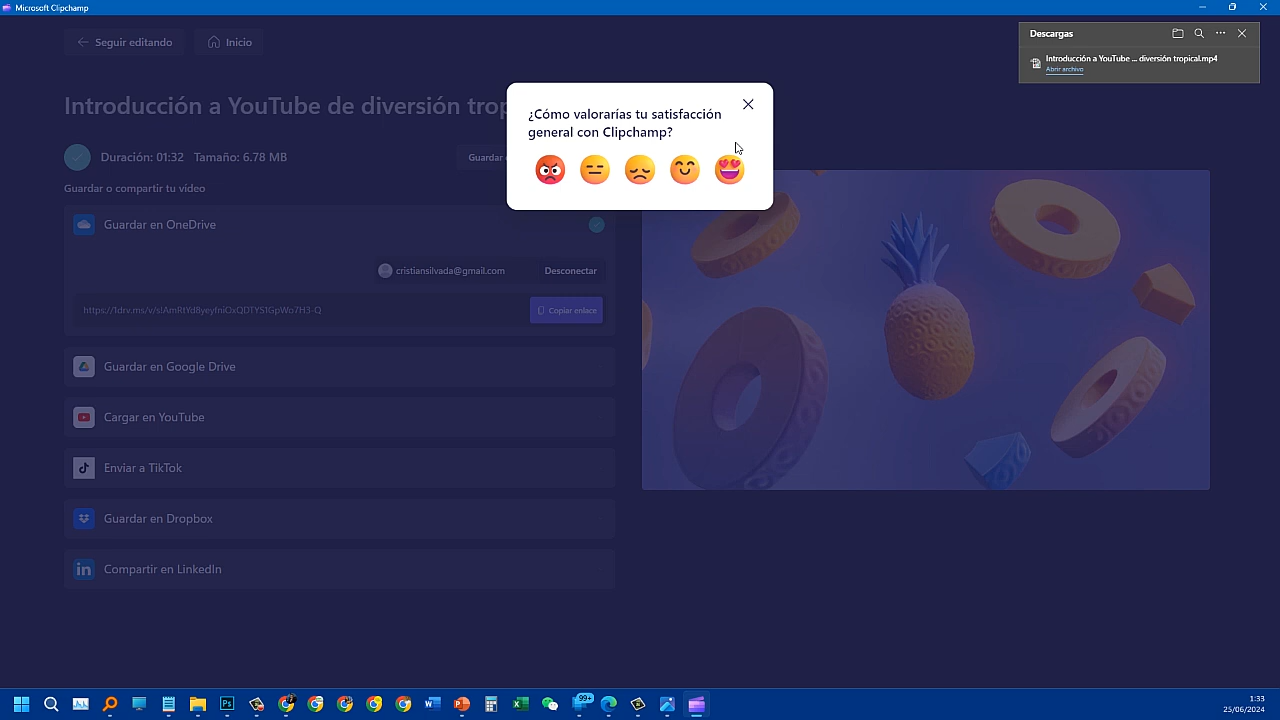 Microsoft Clipchamp
Seguir editando
Inicio
Descargas
Introducción a YouTube ... diversión tropical.mp4
Abrir archivo
Introducción a YouTube de diversión trop
¿Cómo valorarías tu satisfacción
general con Clipchamp?
Duración: 01:32 Tamaño: 6.78 MB
Guardar
Guardar o compartir tu vídeo
Guardar en OneDrive
cristiansilvada@gmail.com
Desconectar
Copiar enlace
Guardar en Google Drive
Cargar en YouTube
Enviar a TikTok
Guardar en Dropbox
Compartir en LinkedIn
99+
1:33
25/06/2024